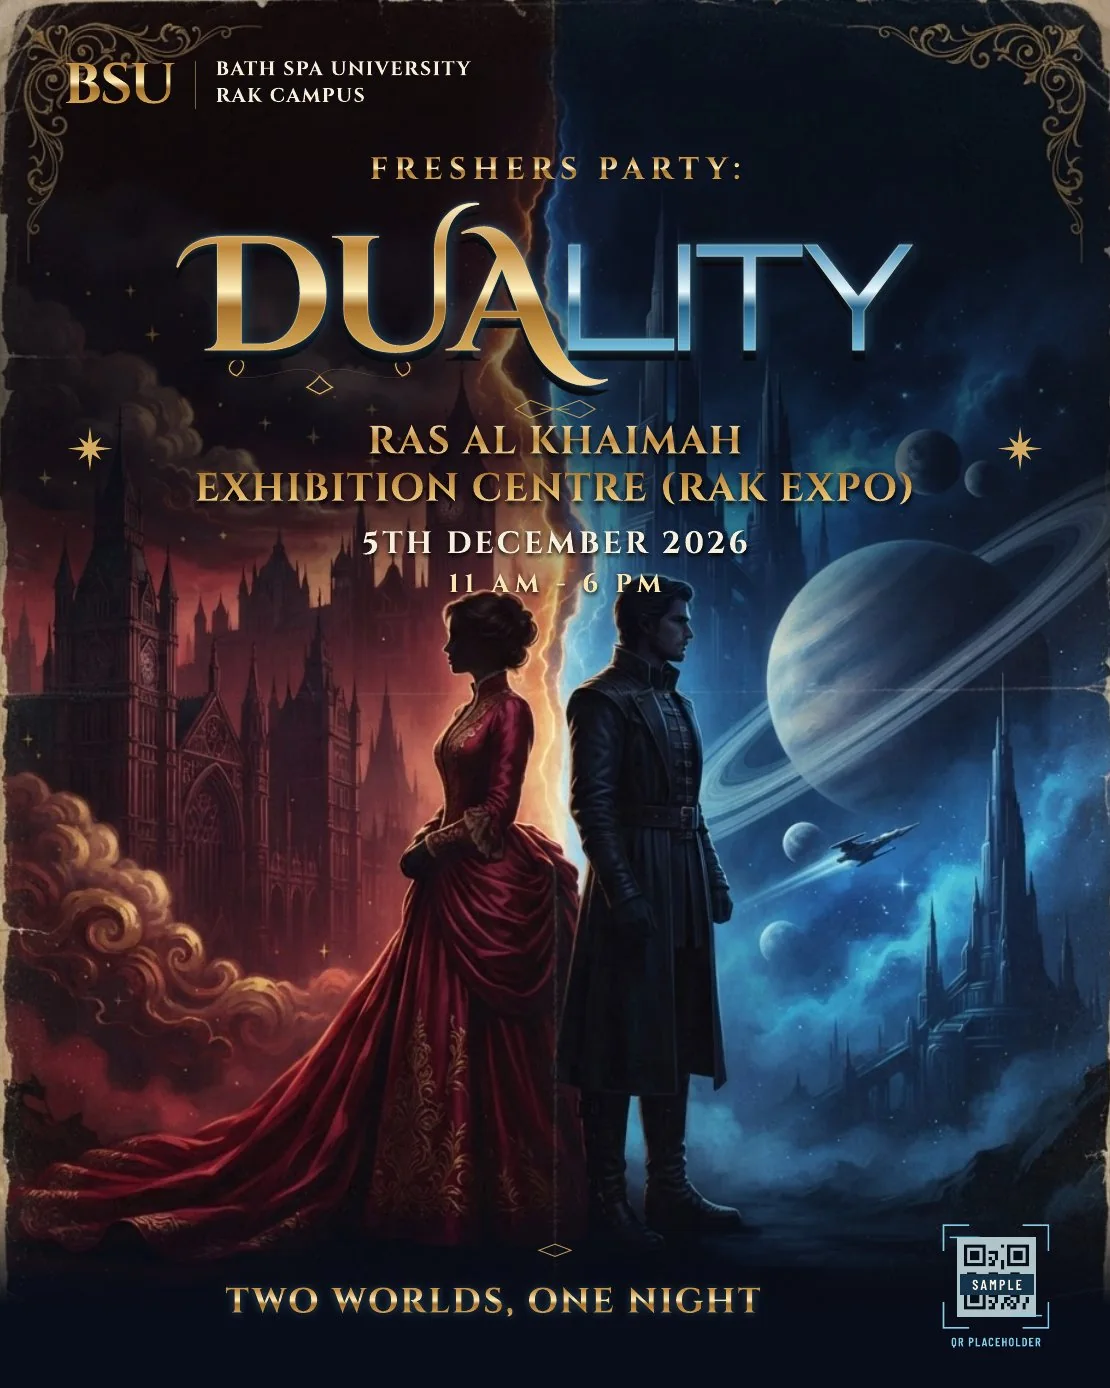 BSU
BATH SPA UNIVERSITY
RAK CAMPUS
FRESHERS PARTY:
DUALITY
RAS AL KHAIMAH
EXHIBITION CENTRE (RAK EXPO)
5TH DECEMBER 2026
11 AM - 6 PM
TWO WORLDS, ONE NIGHT
SAMPLE
QR PLACEHOLDER